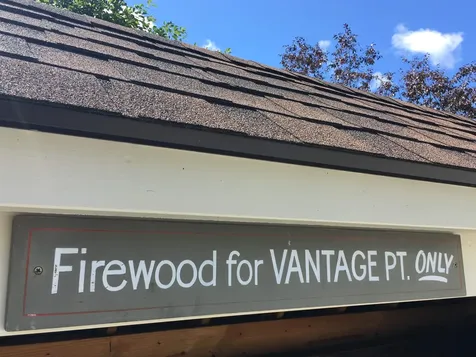 Firewood for VANTAGE PT. ONLY